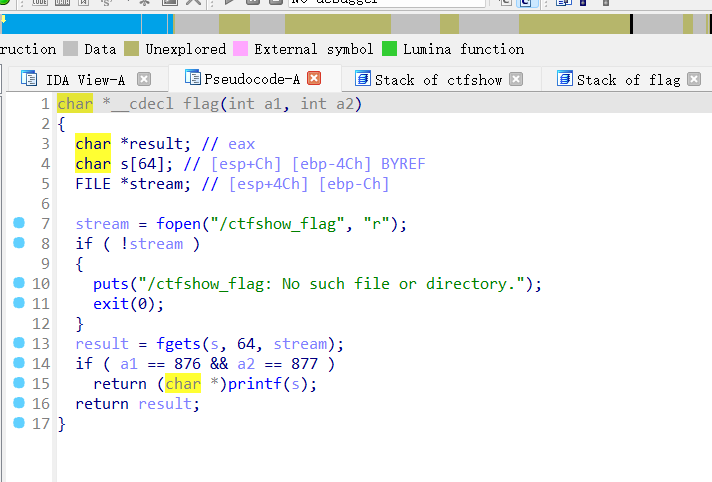 ruction Data Unexplored External symbol Lumina function
IDA View-A Pseudocode-A Stack of ctfshow Stack of flag
1 char *__cdecl flag(int a1, int a2)
2 {
3 char *result; // eax
4 char s[64]; // [esp+Ch] [ebp-4Ch] BYREF
5 FILE *stream; // [esp+4Ch] [ebp-Ch]
6
7 stream = fopen("/ctfshow_flag", "r");
8 if ( !stream )
9 {
10 puts("/ctfshow_flag: No such file or directory.");
11 exit(0);
12 }
13 result = fgets(s, 64, stream);
14 if ( a1 == 876 && a2 == 877 )
15 return (char *)printf(s);
16 return result;
17 }